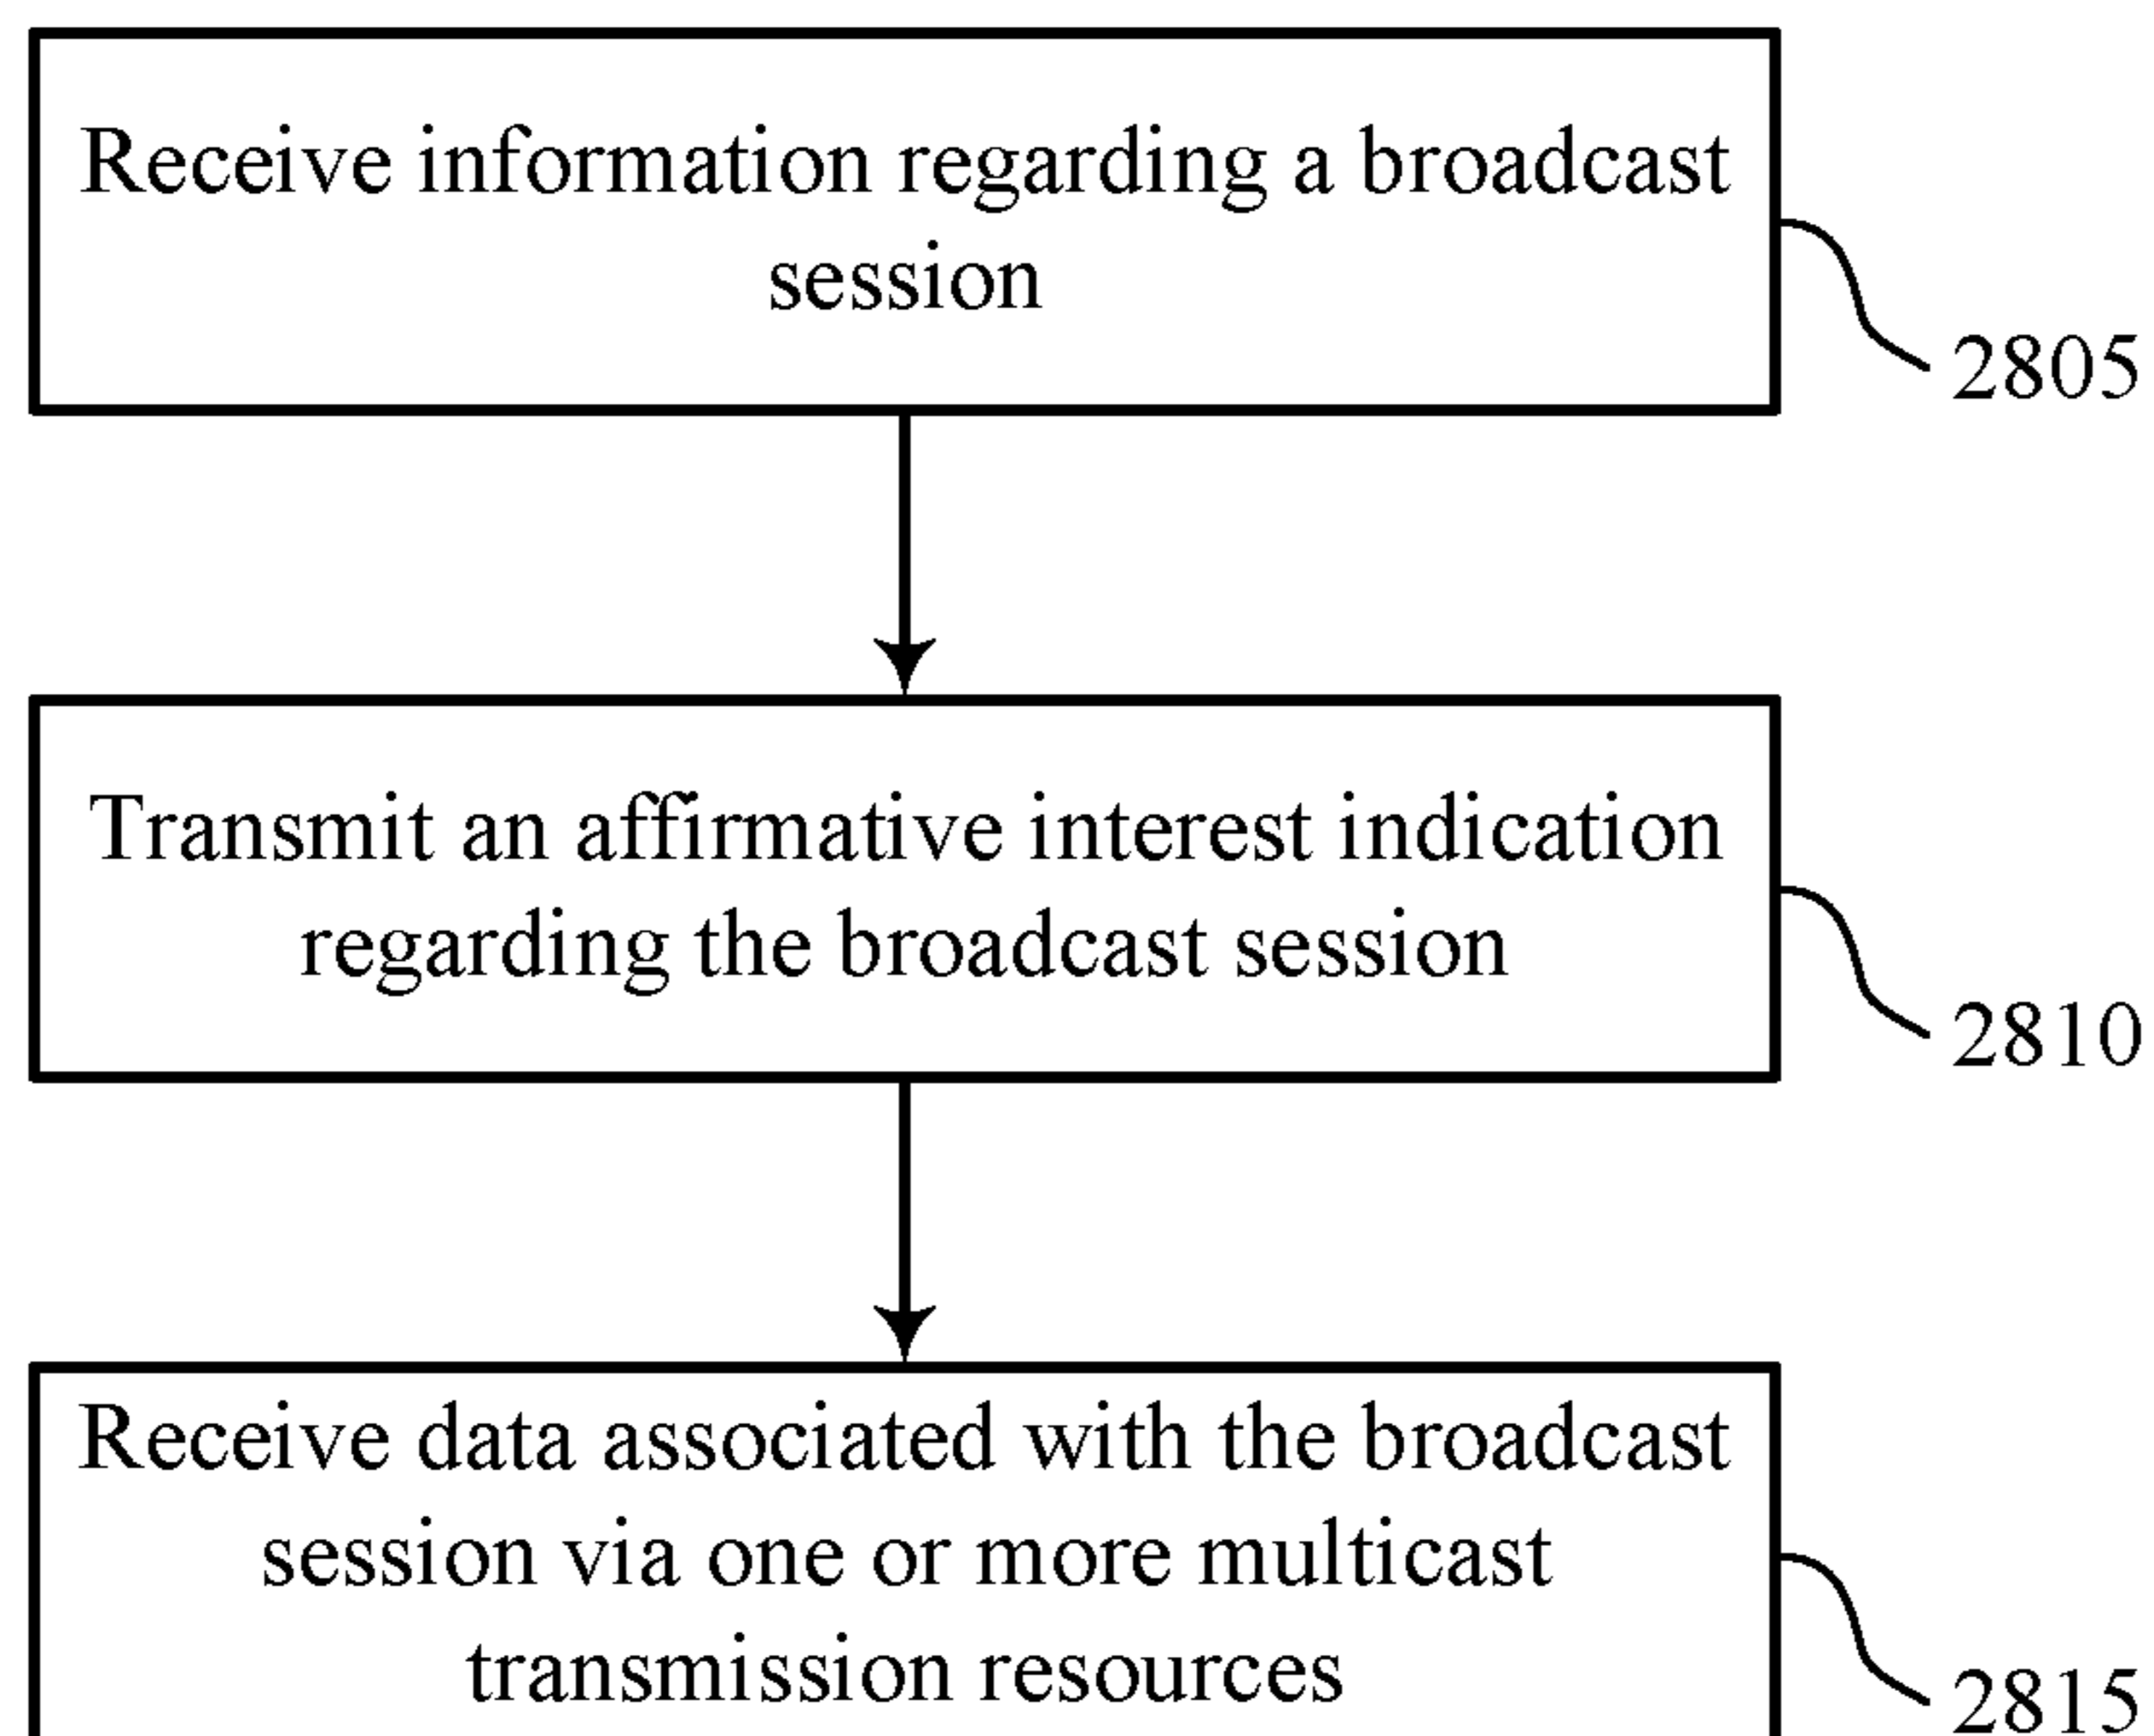 Receive information regarding a broadcast
session
2805
Transmit an affirmative interest indication
regarding the broadcast session
2810
Receive data associated with the broadcast
session via one or more multicast
transmission resources
2815